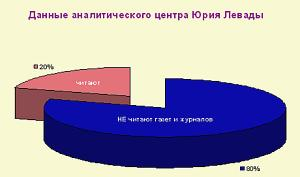 Данные аналитического центра Юрия Левады
20%
читают
НЕ читают газет и журналов
80%